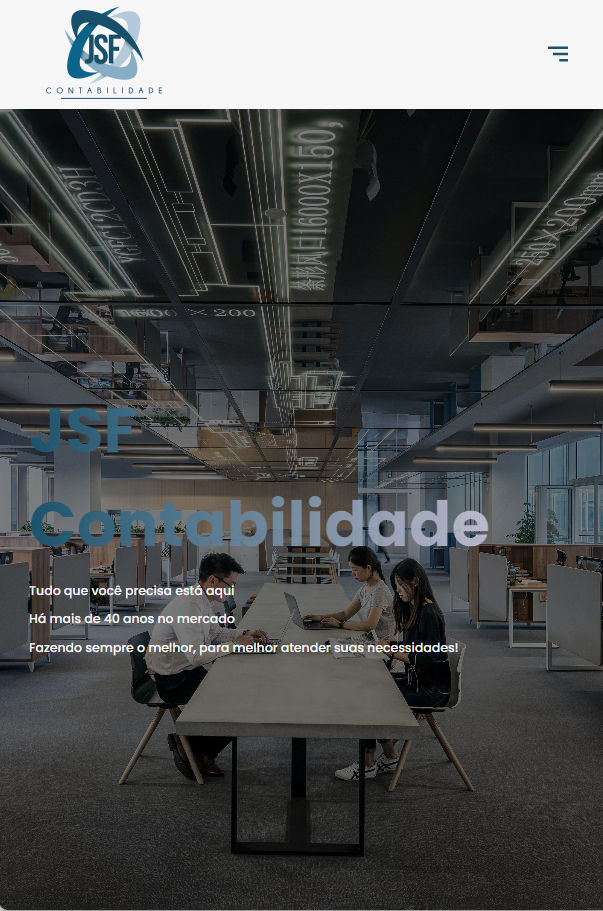 JSF
CONTABILIDADE
JSF
Contabilidade
Tudo que você precisa está aqui
Há mais de 40 anos no mercado
Fazendo sempre o melhor, para melhor atender suas necessidades!